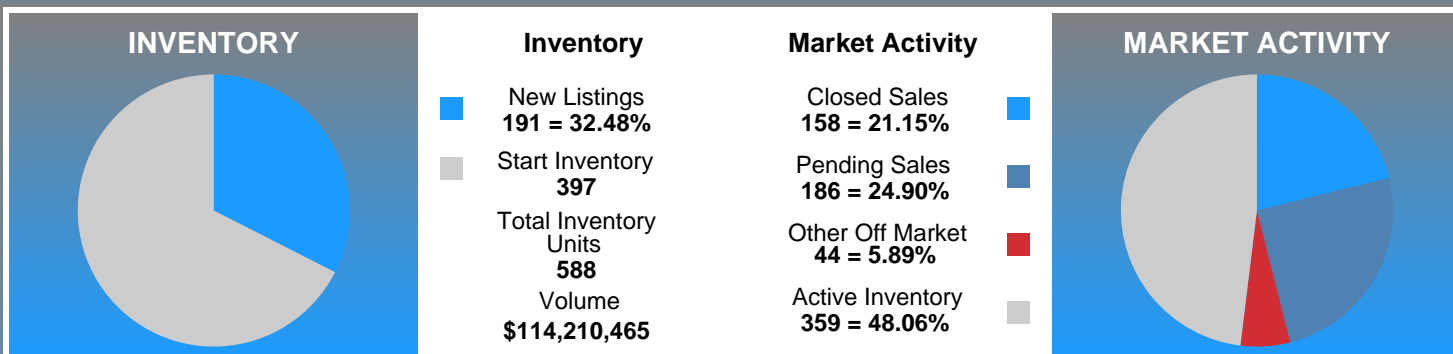 INVENTORY
Inventory
New Listings
191 = 32.48%
Start Inventory
397
Total Inventory
Units
588
Volume
$114,210,465
Market Activity
Closed Sales
158 = 21.15%
Pending Sales
186 = 24.90%
Other Off Market
44 = 5.89%
Active Inventory
359 = 48.06%
MARKET ACTIVITY